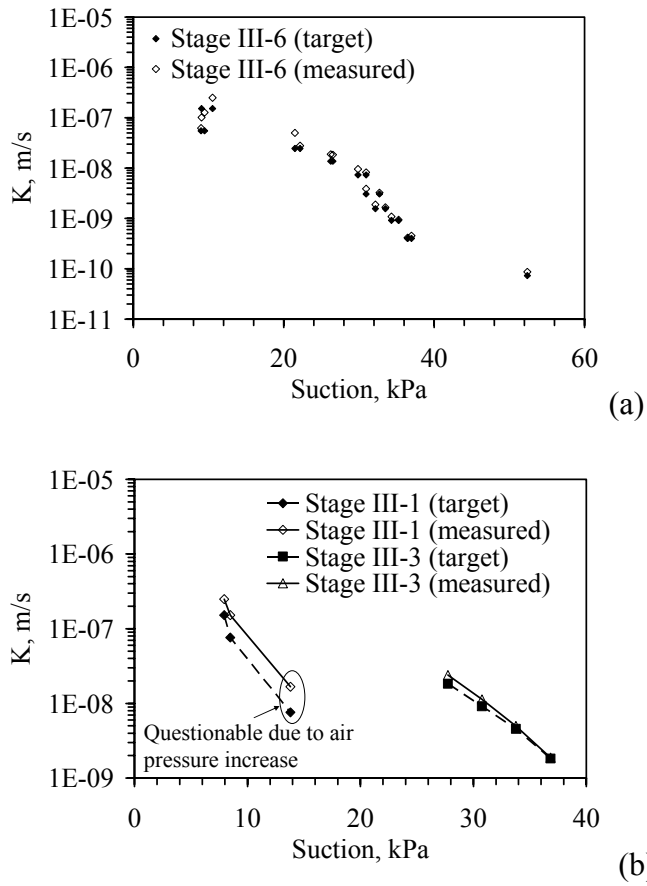 1E-05
Stage III-6 (target)
Stage III-6 (measured)
1E-06
1E-07
1E-08
1E-09
1E-10
1E-11
K, m/s
0 20 40 60
Suction, kPa
(a)
1E-05
Stage III-1 (target)
Stage III-1 (measured)
Stage III-3 (target)
Stage III-3 (measured)
1E-06
1E-07
1E-08
1E-09
K, m/s
Questionable due to air
pressure increase
0 10 20 30 40
Suction, kPa
(b)